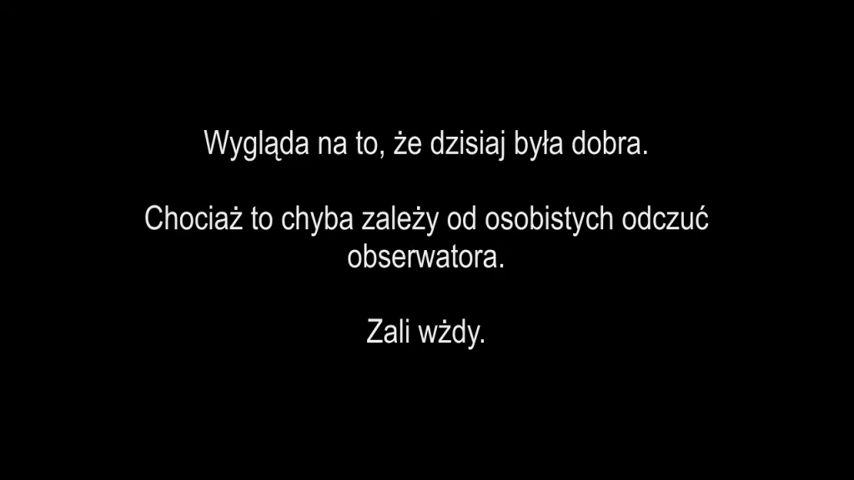 Wygląda na to, że dzisiaj była dobra.
Chociaż to chyba zależy od osobistych odczuć
obserwatora.
Zali wżdy.